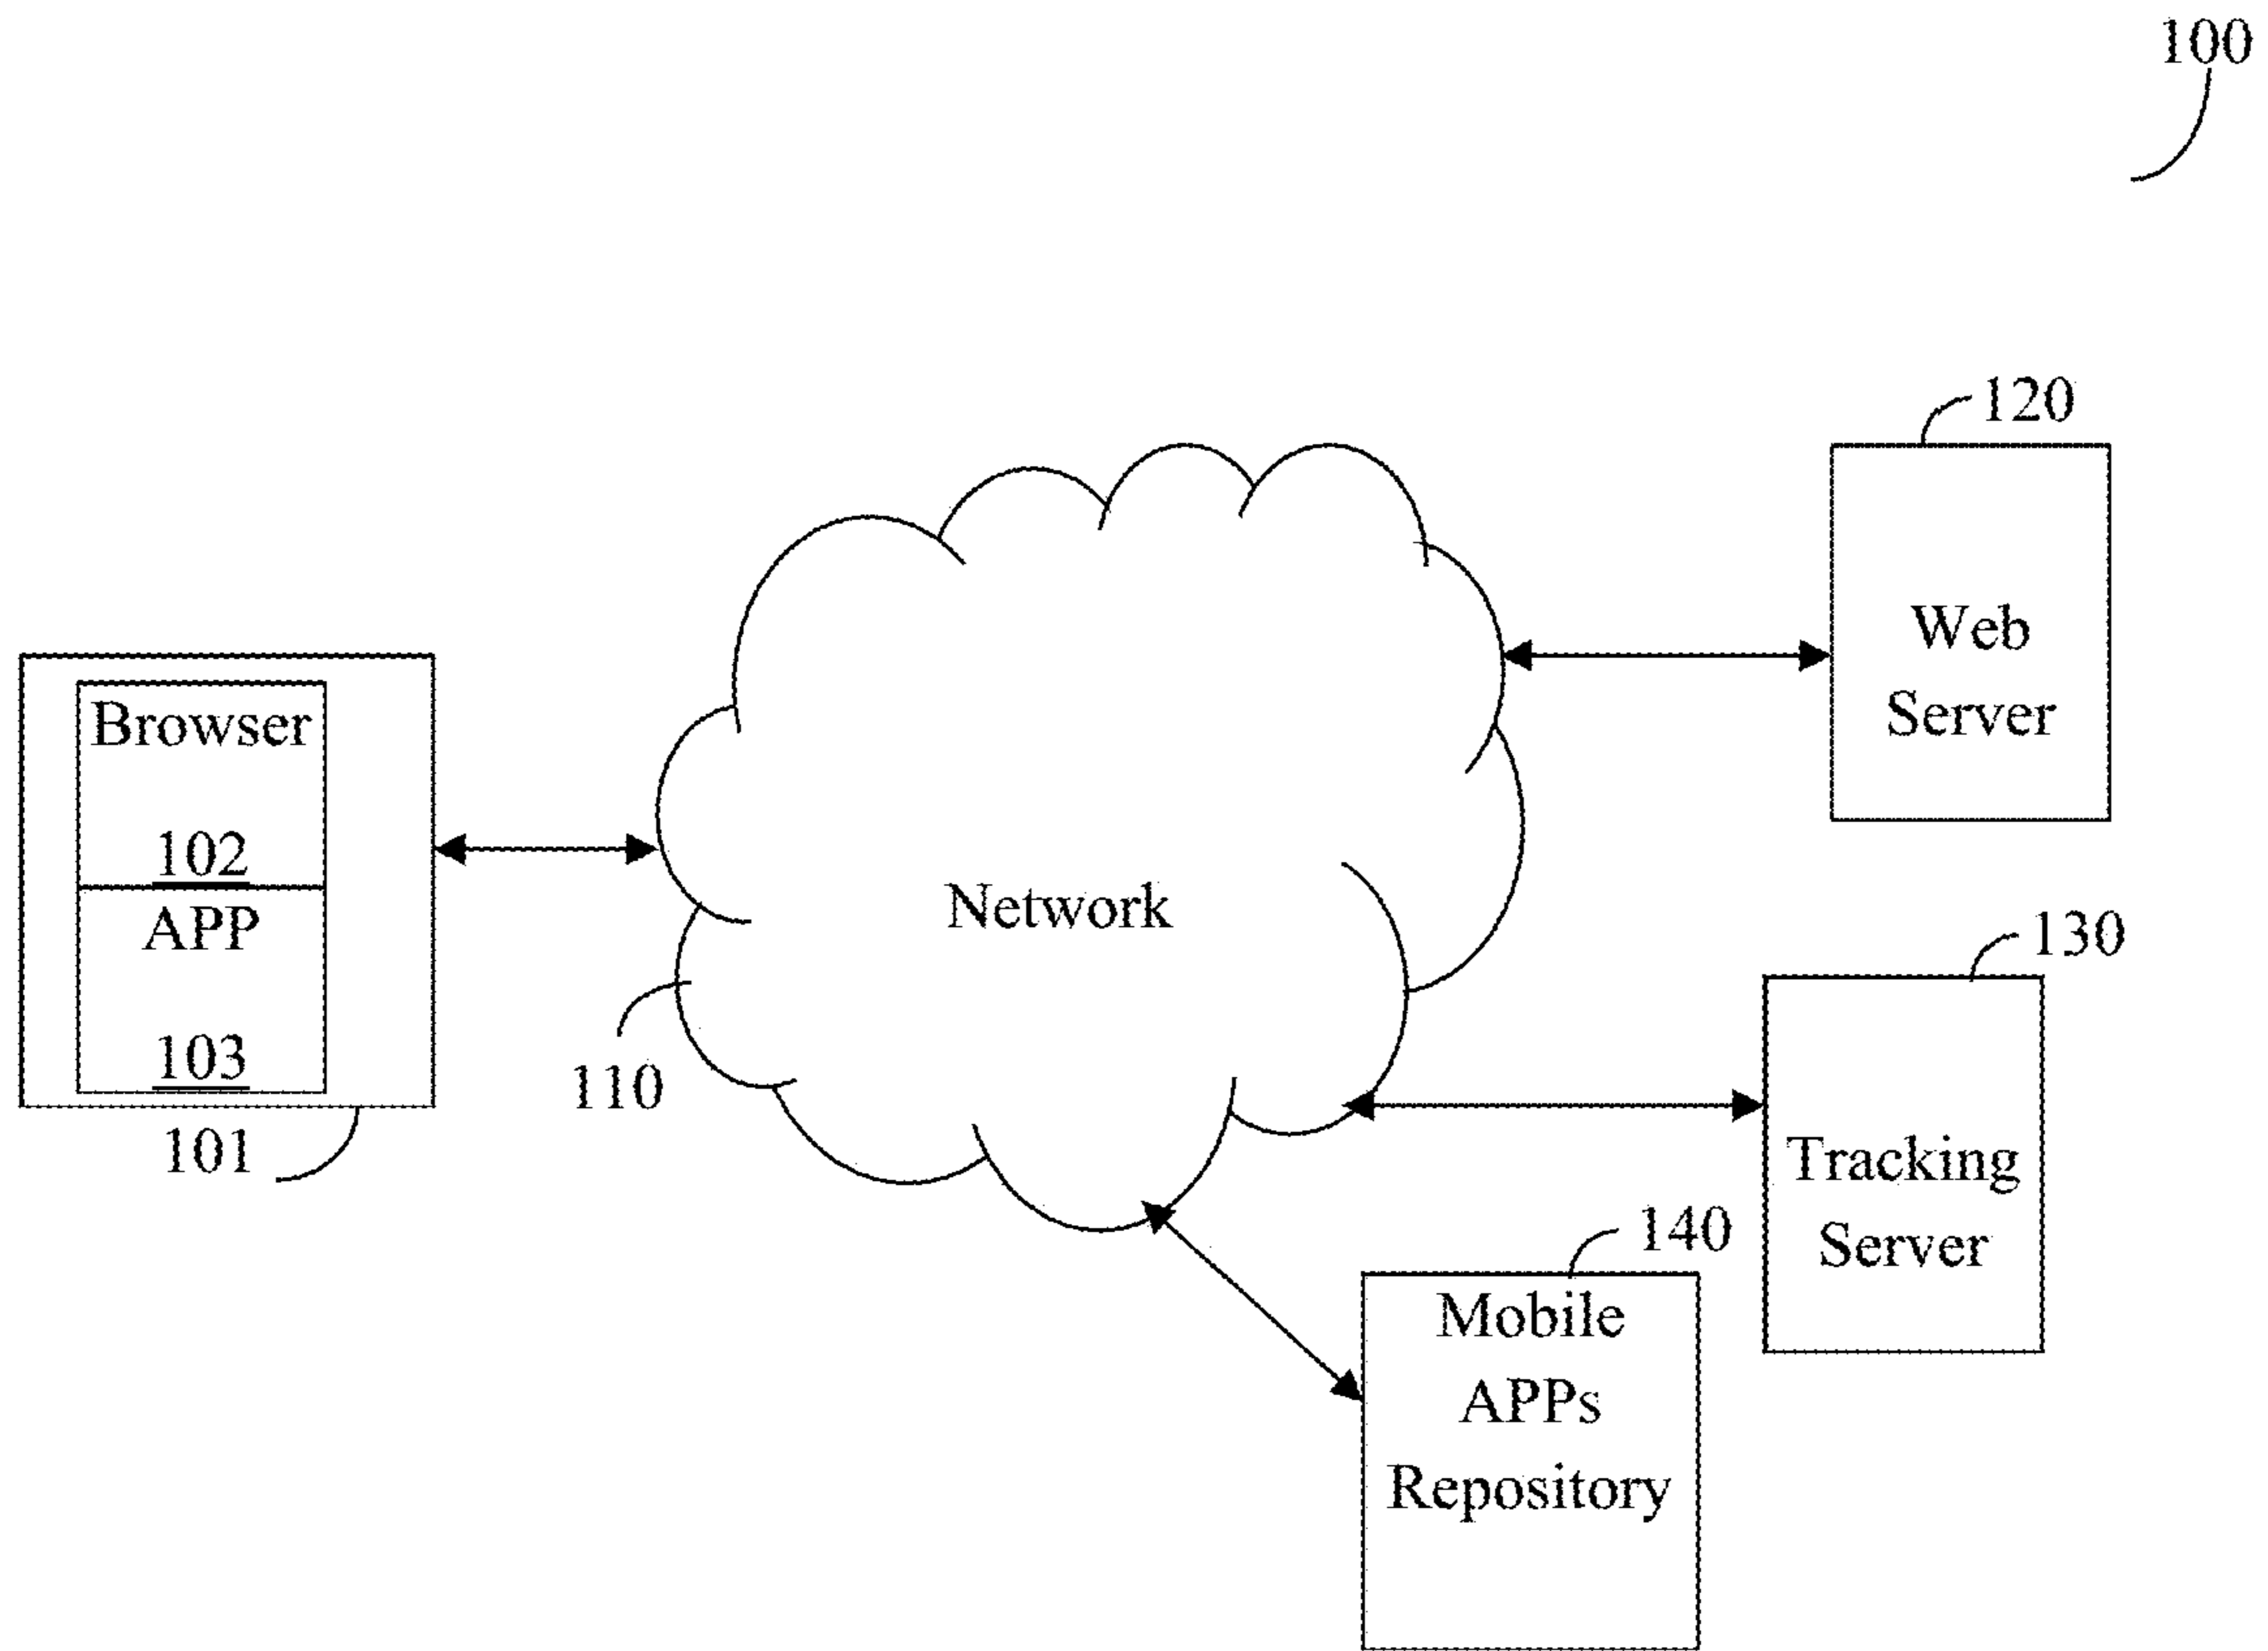 100
120
Web
Server
Browser
102
APP
103
101
Network
110
130
Tracking
Server
140
Mobile
APPs
Repository